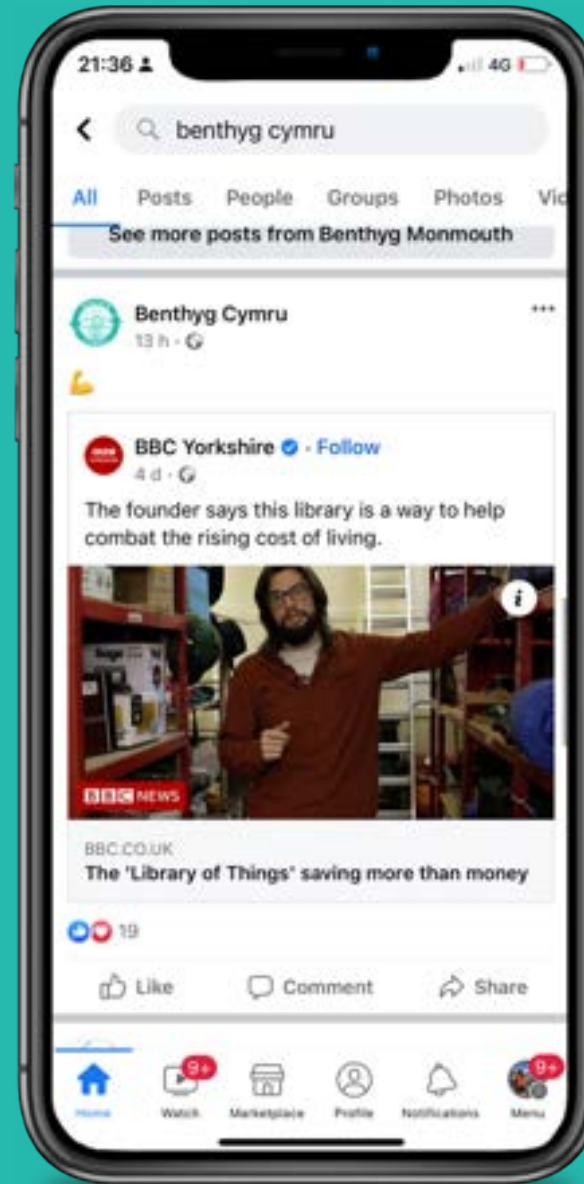 21:36
4G
benthyg cymru
All Posts People Groups Photos Vid
See more posts from Benthyg Monmouth
Benthyg Cymru
13 h
BBC Yorkshire · Follow
4 d
The founder says this library is a way to help
combat the rising cost of living.
BBC NEWS
BBC.CO.UK
The 'Library of Things' saving more than money
19
Like Comment Share
9+ 9+
Home Watch Marketplace Profile Notifications Menu